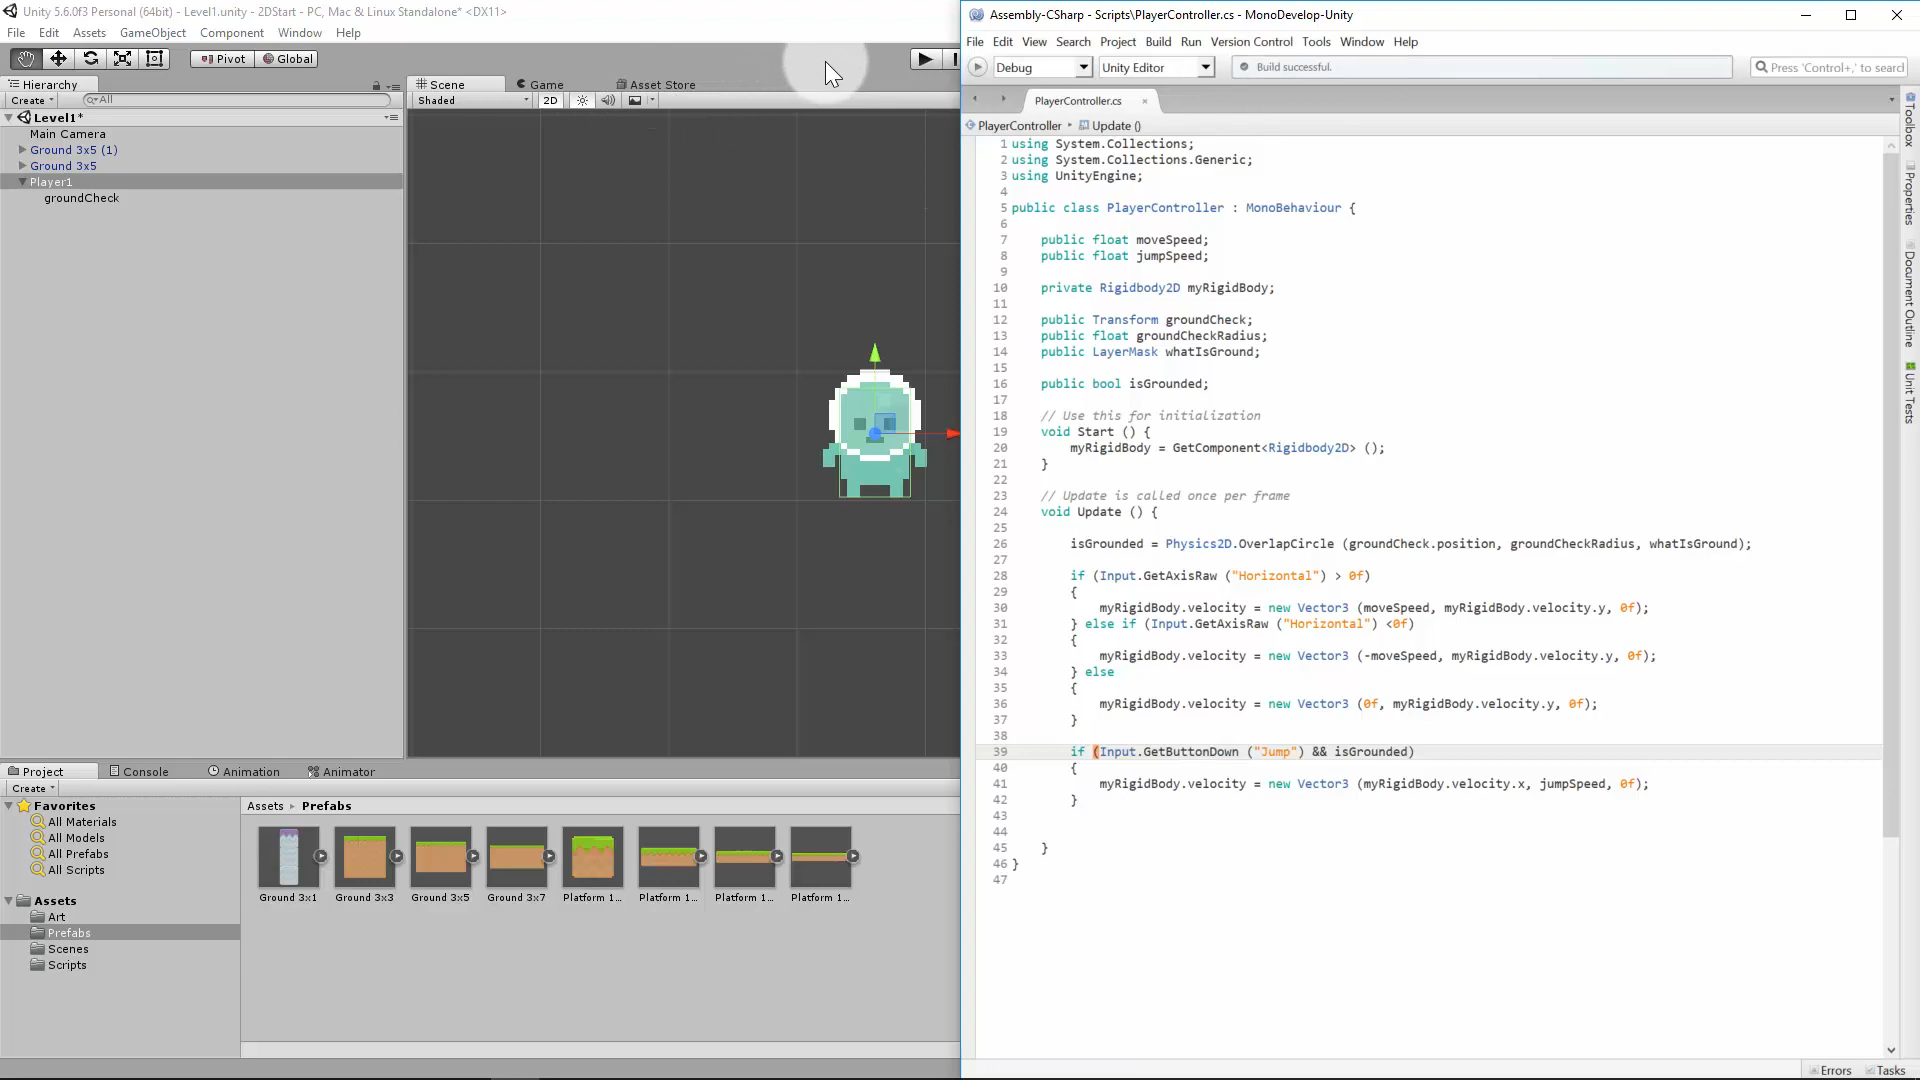 Unity 5.6.0f3 Personal (64bit) - Level1.unity - 2DStart - PC, Mac & Linux Standalone* <DX11>
File Edit Assets GameObject Component Window Help
Pivot Global
Hierarchy
Create All
Level1*
Main Camera
Ground 3x5 (1)
Ground 3x5
Player1
groundCheck
Scene Game Asset Store
Shaded 2D
Project Console Animation Animator
Create
Favorites
All Materials
All Models
All Prefabs
All Scripts
Assets
Art
Prefabs
Scenes
Scripts
Assets Prefabs
Ground 3x1 Ground 3x3 Ground 3x5 Ground 3x7 Platform 1... Platform 1... Platform 1... Platform 1...
Assembly-CSharp - Scripts\PlayerController.cs - MonoDevelop-Unity
File Edit View Search Project Build Run Version Control Tools Window Help
Debug Unity Editor Build successful. Press 'Control+,' to search
PlayerController.cs
PlayerController Update ()
1 using System.Collections;
2 using System.Collections.Generic;
3 using UnityEngine;
4
5 public class PlayerController : MonoBehaviour {
6
7 public float moveSpeed;
8 public float jumpSpeed;
9
10 private Rigidbody2D myRigidBody;
11
12 public Transform groundCheck;
13 public float groundCheckRadius;
14 public LayerMask whatIsGround;
15
16 public bool isGrounded;
17
18 // Use this for initialization
19 void Start () {
20 myRigidBody = GetComponent<Rigidbody2D> ();
21 }
22
23 // Update is called once per frame
24 void Update () {
25
26 isGrounded = Physics2D.OverlapCircle (groundCheck.position, groundCheckRadius, whatIsGround);
27
28 if (Input.GetAxisRaw ("Horizontal") > 0f)
29 {
30 myRigidBody.velocity = new Vector3 (moveSpeed, myRigidBody.velocity.y, 0f);
31 } else if (Input.GetAxisRaw ("Horizontal") <0f)
32 {
33 myRigidBody.velocity = new Vector3 (-moveSpeed, myRigidBody.velocity.y, 0f);
34 } else
35 {
36 myRigidBody.velocity = new Vector3 (0f, myRigidBody.velocity.y, 0f);
37 }
38
39 if (Input.GetButtonDown ("Jump") && isGrounded)
40 {
41 myRigidBody.velocity = new Vector3 (myRigidBody.velocity.x, jumpSpeed, 0f);
42 }
43
44
45 }
46 }
47
Toolbox
Properties
Document Outline
Unit Tests
Errors Tasks